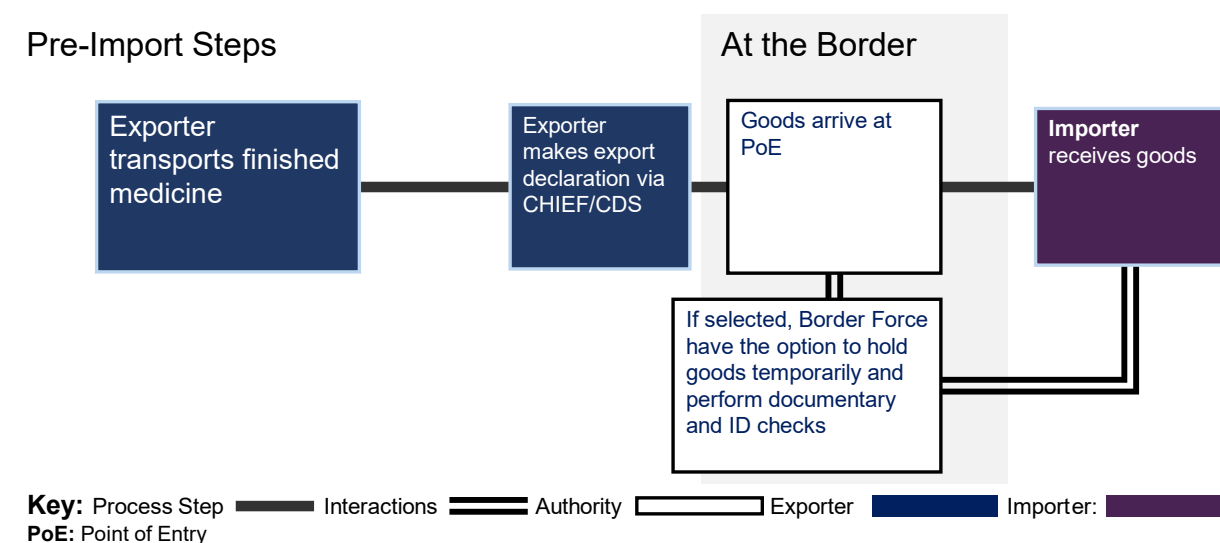 Pre-Import Steps
At the Border
Exporter
transports finished
medicine
Exporter
makes export
declaration via
CHIEF/CDS
Goods arrive at
PoE
Importer
receives goods
If selected, Border Force
have the option to hold
goods temporarily and
perform documentary
and ID checks
Key: Process Step Interactions Authority Exporter Importer:
PoE: Point of Entry